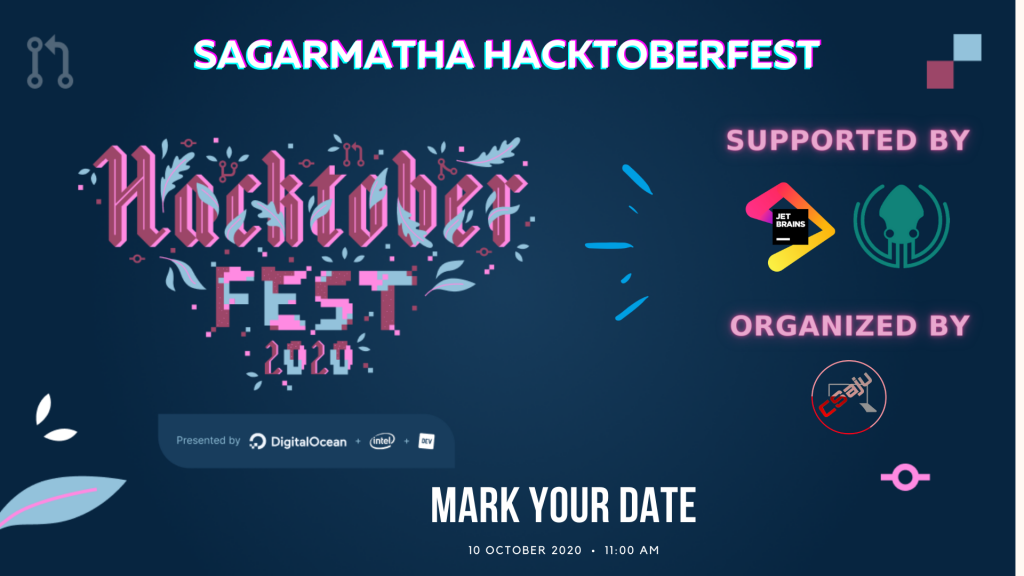 SAGARMATHA HACKTOBERFEST
Hacktober
FEST
2020
Presented by DigitalOcean + intel + DEV
SUPPORTED BY
JET
BRAINS
ORGANIZED BY
CSaju
MARK YOUR DATE
10 OCTOBER 2020 • 11:00 AM